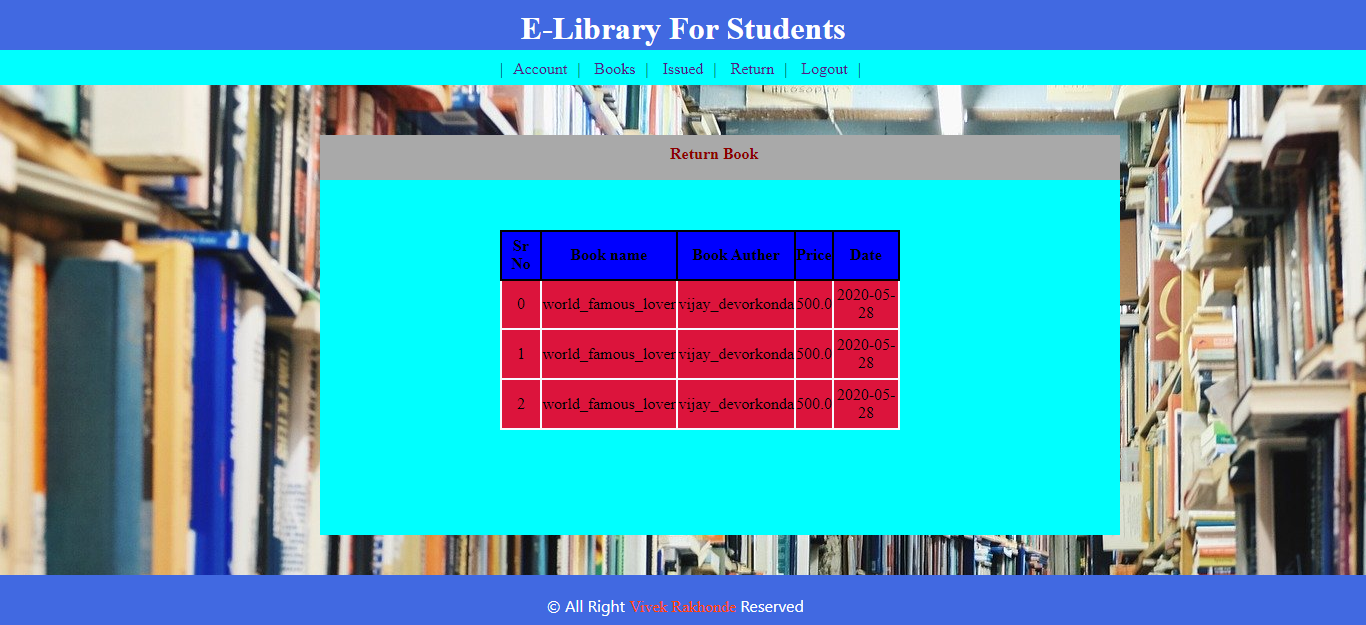 E-Library For Students
| Account | Books | Issued | Return | Logout |
Philosophy
Return Book
Sr No Book name Book Auther Price Date
0 world_famous_lover vijay_devorkonda 500.0 2020-05-28
1 world_famous_lover vijay_devorkonda 500.0 2020-05-28
2 world_famous_lover vijay_devorkonda 500.0 2020-05-28
© All Right Vivek Rakhonde Reserved